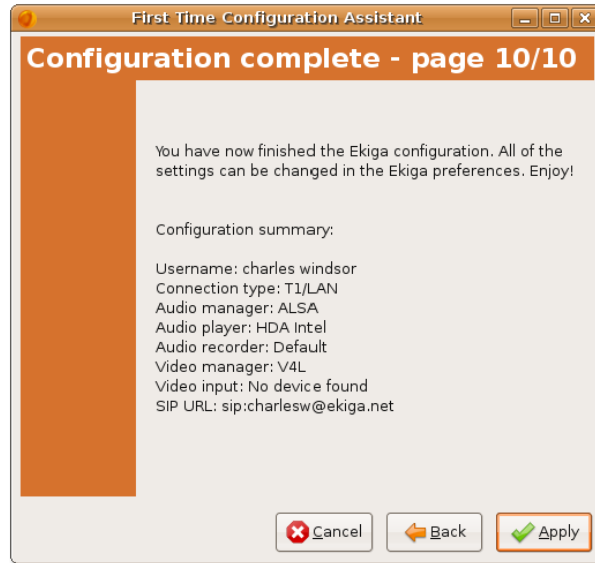 First Time Configuration Assistant
Configuration complete - page 10/10
You have now finished the Ekiga configuration. All of the
settings can be changed in the Ekiga preferences. Enjoy!
Configuration summary:
Username: charles windsor
Connection type: T1/LAN
Audio manager: ALSA
Audio player: HDA Intel
Audio recorder: Default
Video manager: V4L
Video input: No device found
SIP URL: sip:charlesw@ekiga.net
Cancel Back Apply